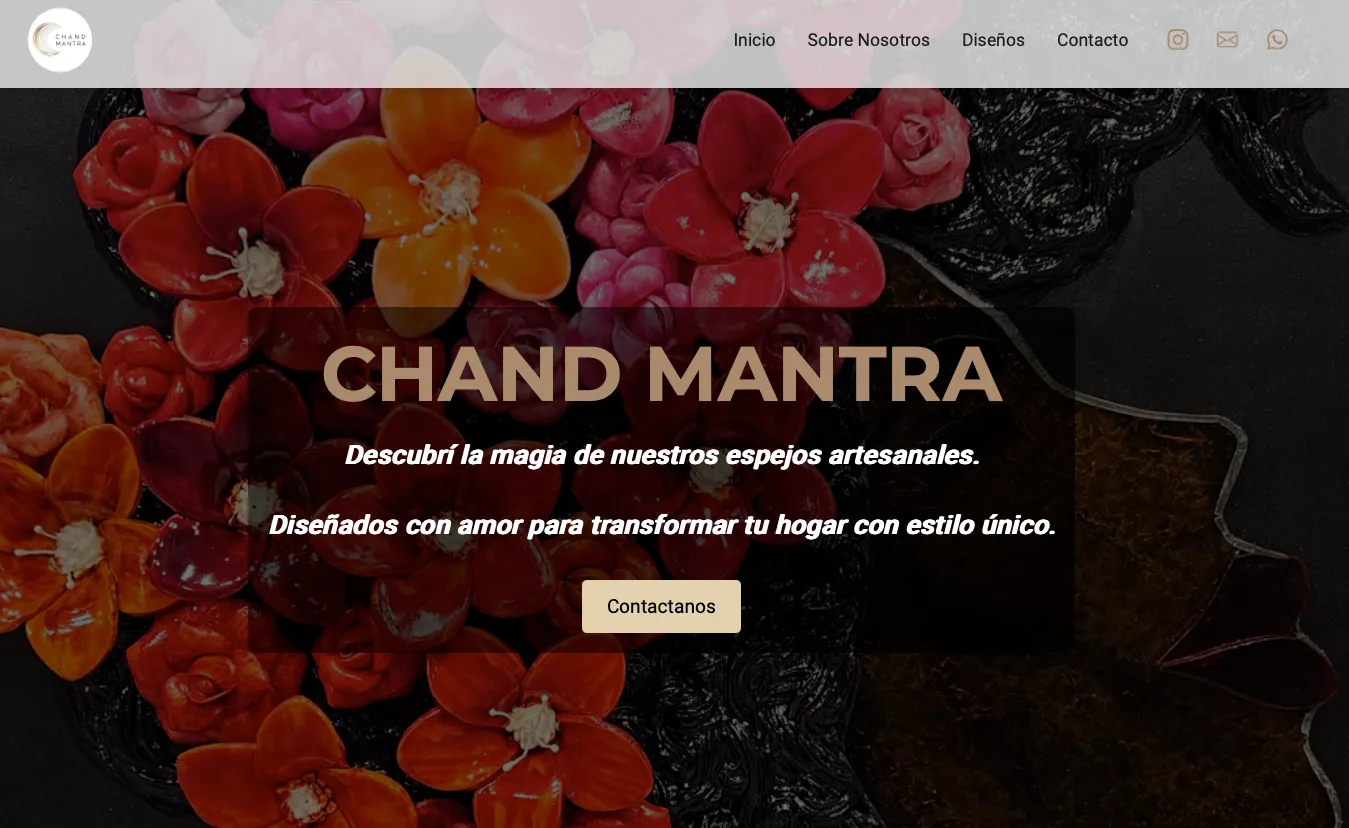 CHAND
MANTRA
Inicio Sobre Nosotros Diseños Contacto
CHAND MANTRA
Descubrí la magia de nuestros espejos artesanales.
Diseñados con amor para transformar tu hogar con estilo único.
Contactanos